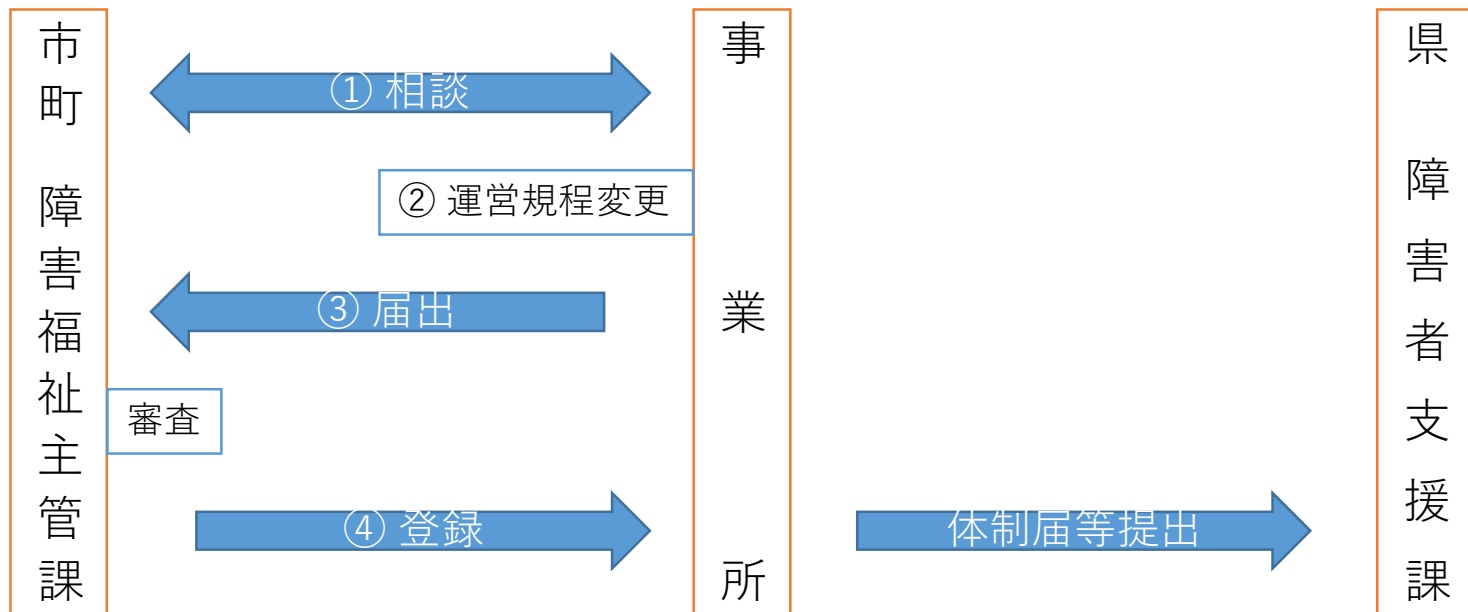 市町 障害福祉主管課
① 相談
② 運営規程変更
③ 届出
審査
④ 登録
事業所
体制届等提出
県 障害者支援課